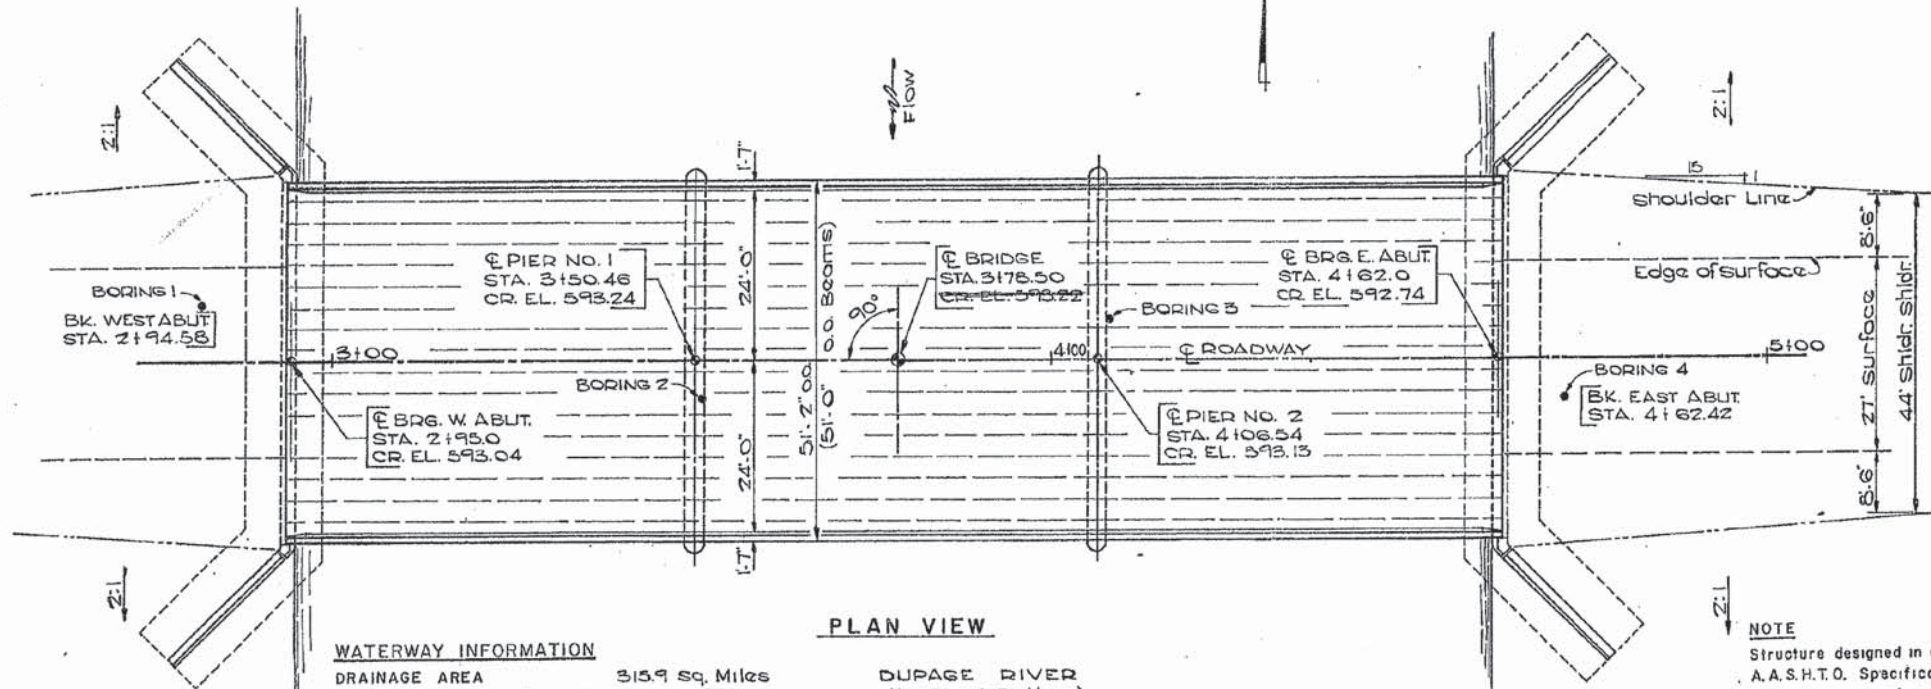 2:1
Flow
2:1
1'-7"
15
1
Shoulder Line
8'-6"
BORING 1
BK. WEST ABUT.
STA. 2+94.58
℄ PIER NO. 1
STA. 3+50.46
CR. EL. 593.24
24'-0"
℄ BRIDGE
STA. 3+78.50
CR. EL. 593.22
90°
℄ BRG. E. ABUT.
STA. 4+62.0
CR. EL. 592.74
Edge of surface
BORING 3
3+00
4+00
℄ ROADWAY
5+00
27' Surface
44' Shldr. Shldr.
BORING 2
51'-2" O.O.
(51'-0" O.O. Beams)
BORING 4
BK. EAST ABUT.
STA. 4+62.42
℄ BRG. W. ABUT.
STA. 2+95.0
CR. EL. 593.04
24'-0"
℄ PIER NO. 2
STA. 4+06.54
CR. EL. 593.13
8'-6"
1'-7"
2:1
2:1
PLAN VIEW
WATERWAY INFORMATION
DRAINAGE AREA 315.9 Sq. Miles
DUPAGE RIVER
NOTE
Structure designed in
A.A.S.H.T.O. Specific